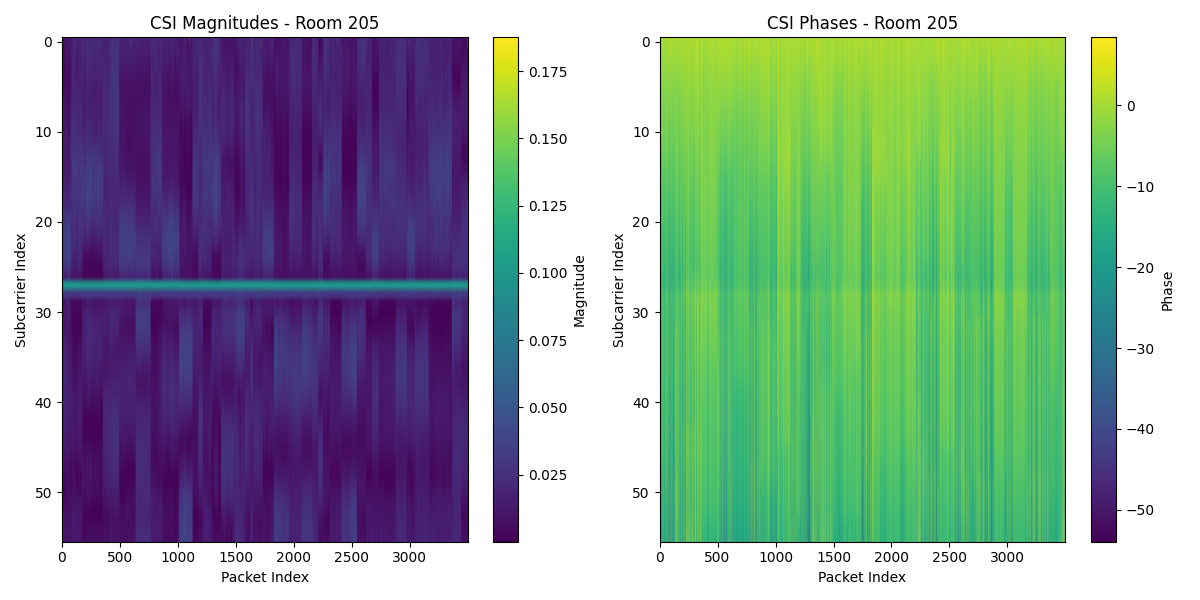 CSI Magnitudes - Room 205
0
10
20
30
40
50
Subcarrier Index
0 500 1000 1500 2000 2500 3000
Packet Index
0.175
0.150
0.125
0.100
0.075
0.050
0.025
Magnitude
CSI Phases - Room 205
0
10
20
30
40
50
Subcarrier Index
0 500 1000 1500 2000 2500 3000
Packet Index
0
−10
−20
−30
−40
−50
Phase